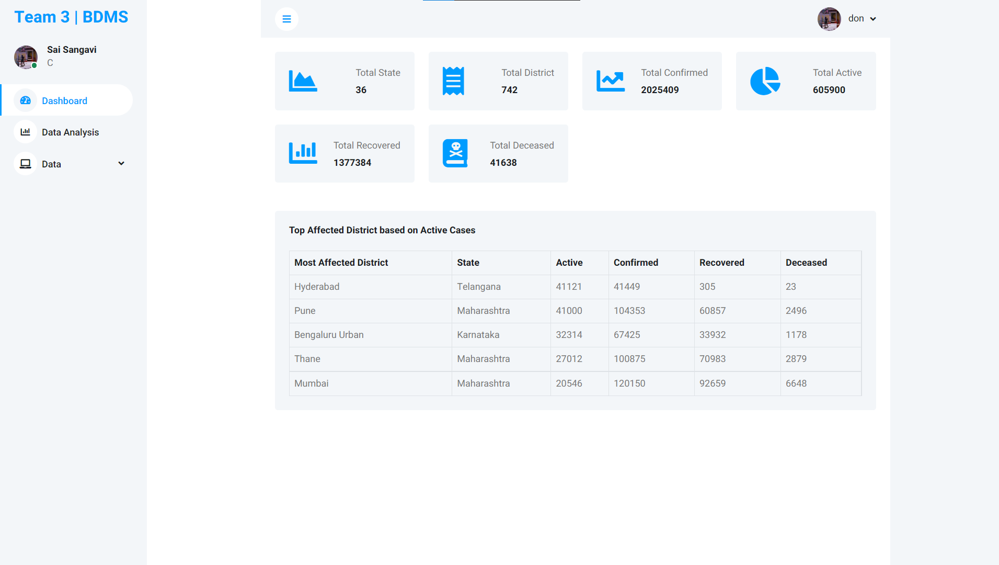 Team 3 | BDMS
Sai Sangavi
C
Dashboard
Data Analysis
Data
don
Total State
36
Total District
742
Total Confirmed
2025409
Total Active
605900
Total Recovered
1377384
Total Deceased
41638
Top Affected District based on Active Cases
Most Affected District State Active Confirmed Recovered Deceased
Hyderabad Telangana 41121 41449 305 23
Pune Maharashtra 41000 104353 60857 2496
Bengaluru Urban Karnataka 32314 67425 33932 1178
Thane Maharashtra 27012 100875 70983 2879
Mumbai Maharashtra 20546 120150 92659 6648